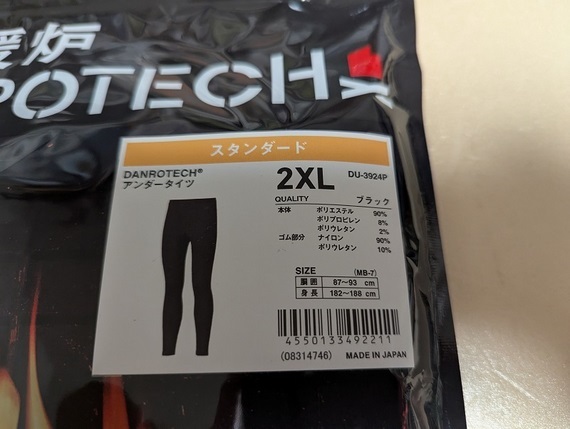 暖炉
ROTECH
スタンダード
DANROTECH®
アンダータイツ
2XL DU-3924P
QUALITY ブラック
本体 ポリエステル 90%
ポリプロピレン 8%
ポリウレタン 2%
ゴム部分 ナイロン 90%
ポリウレタン 10%
SIZE (MB-7)
胴囲 87～93 cm
身長 182～188 cm
4550133492211
(08314746) MADE IN JAPAN